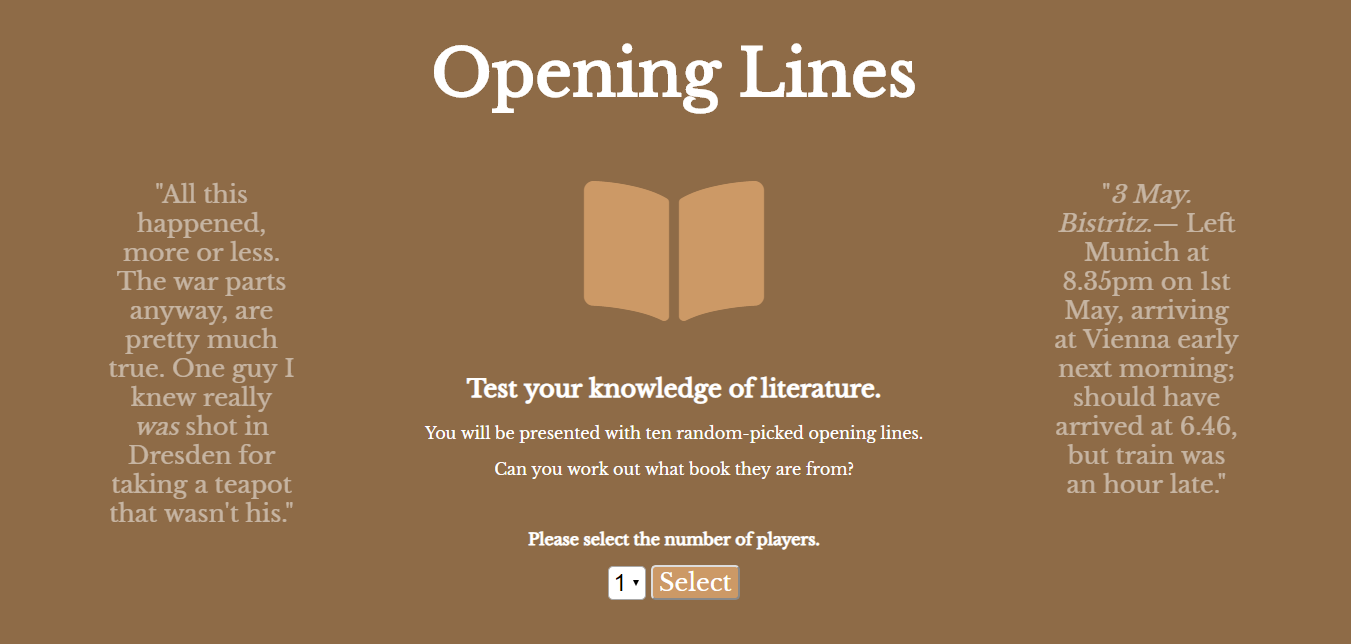 Opening Lines
"All this
happened,
more or less.
The war parts
anyway, are
pretty much
true. One guy I
knew really
was shot in
Dresden for
taking a teapot
that wasn't his."
Test your knowledge of literature.
You will be presented with ten random-picked opening lines.
Can you work out what book they are from?
Please select the number of players.
1 Select
"3 May.
Bistritz.— Left
Munich at
8.35pm on 1st
May, arriving
at Vienna early
next morning;
should have
arrived at 6.46,
but train was
an hour late."